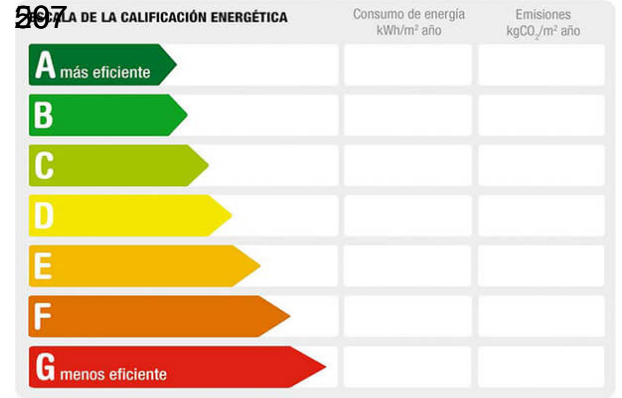 207
ESCALA DE LA CALIFICACIÓN ENERGÉTICA
Consumo de energía
kWh/m² año
Emisiones
kgCO₂/m² año
A más eficiente
B
C
D
E
F
G menos eficiente